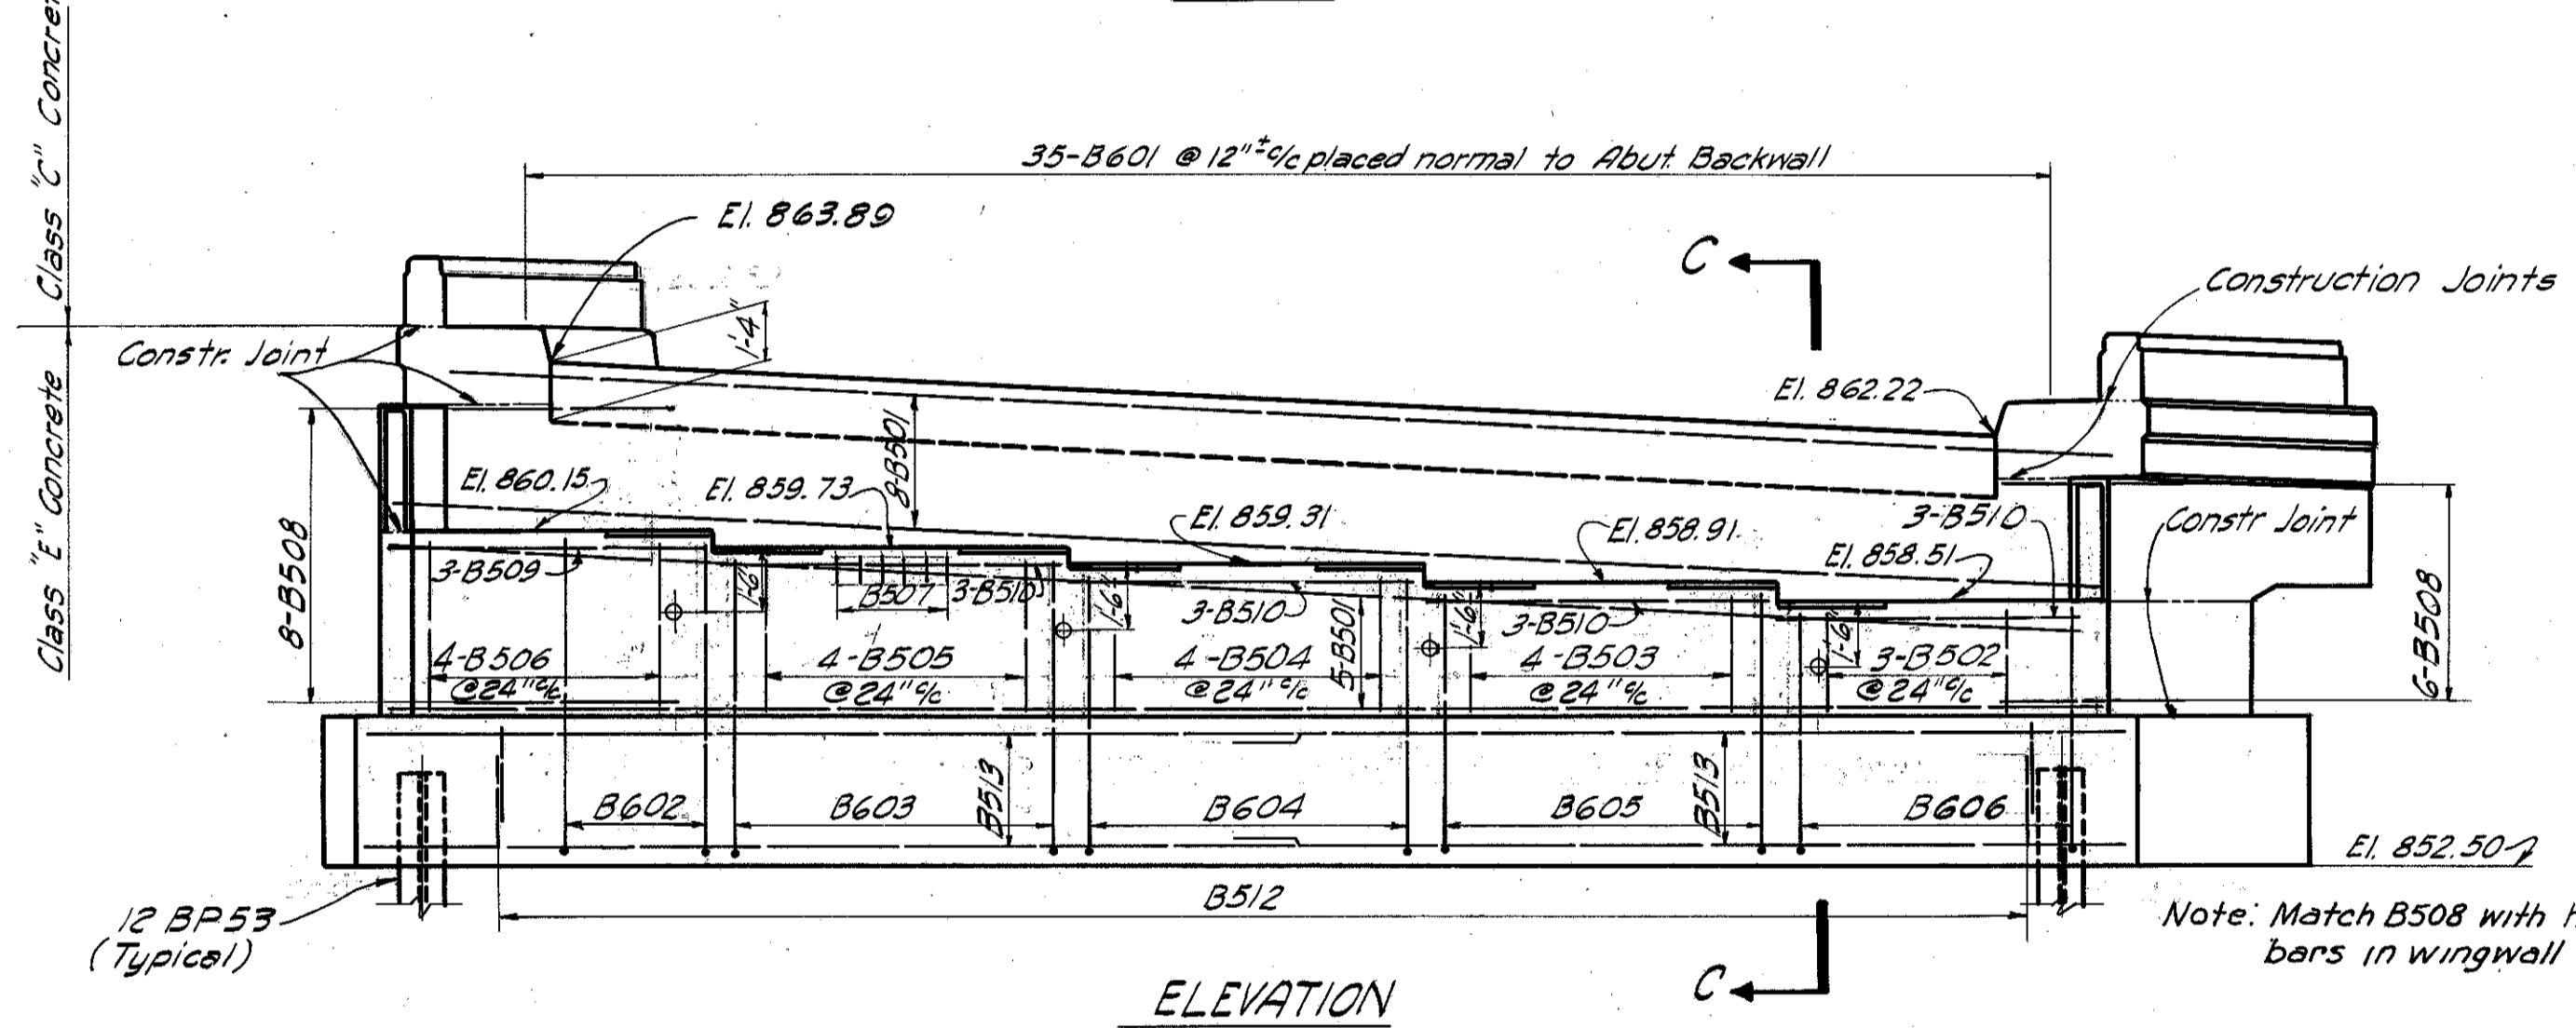 35-B601 @ 12"± c/c placed normal to Abut. Backwall
Class "C" Concrete
Class "E" Concrete
El. 863.89
C
Construction Joints
1'-4"
Constr. Joint
El. 862.22
8-B501
El. 860.15
El. 859.73
El. 859.31
El. 858.91
3-B510
Constr Joint
El. 858.51
8-B508
3-B509
1'-6"
B507
3-B510
1'-6"
3-B510
5-B501
1'-6"
3-B510
1'-6"
6-B508
4-B506
@ 24" c/c
4-B505
@ 24" c/c
4-B504
@ 24" c/c
4-B503
@ 24" c/c
3-B502
@ 24" c/c
B602
B603
B513
B604
B605
B513
B606
El. 852.50
B512
12 BP53
(Typical)
Note: Match B508 with
bars in wingwall
C
ELEVATION